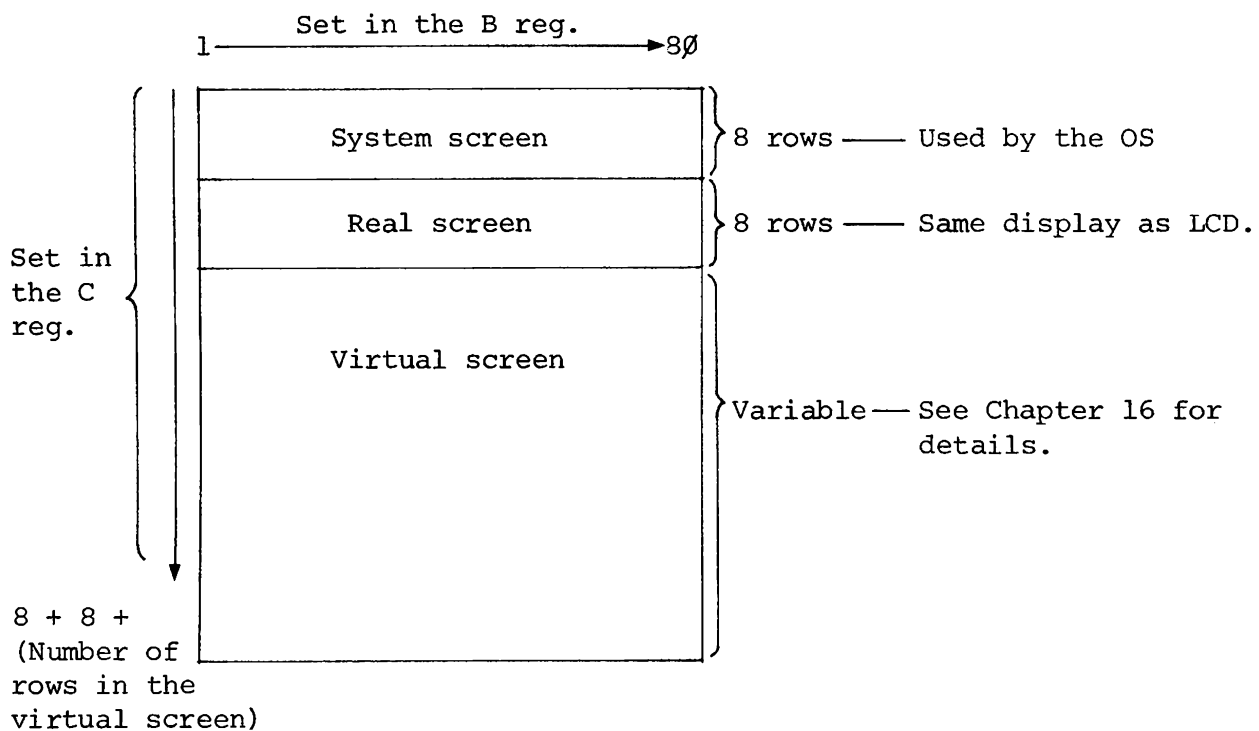 Set in the B reg.
1 8Ø
System screen
8 rows — Used by the OS
Real screen
8 rows — Same display as LCD.
Set in
the C
reg.
Virtual screen
Variable — See Chapter 16 for
details.
8 + 8 +
(Number of
rows in the
virtual screen)